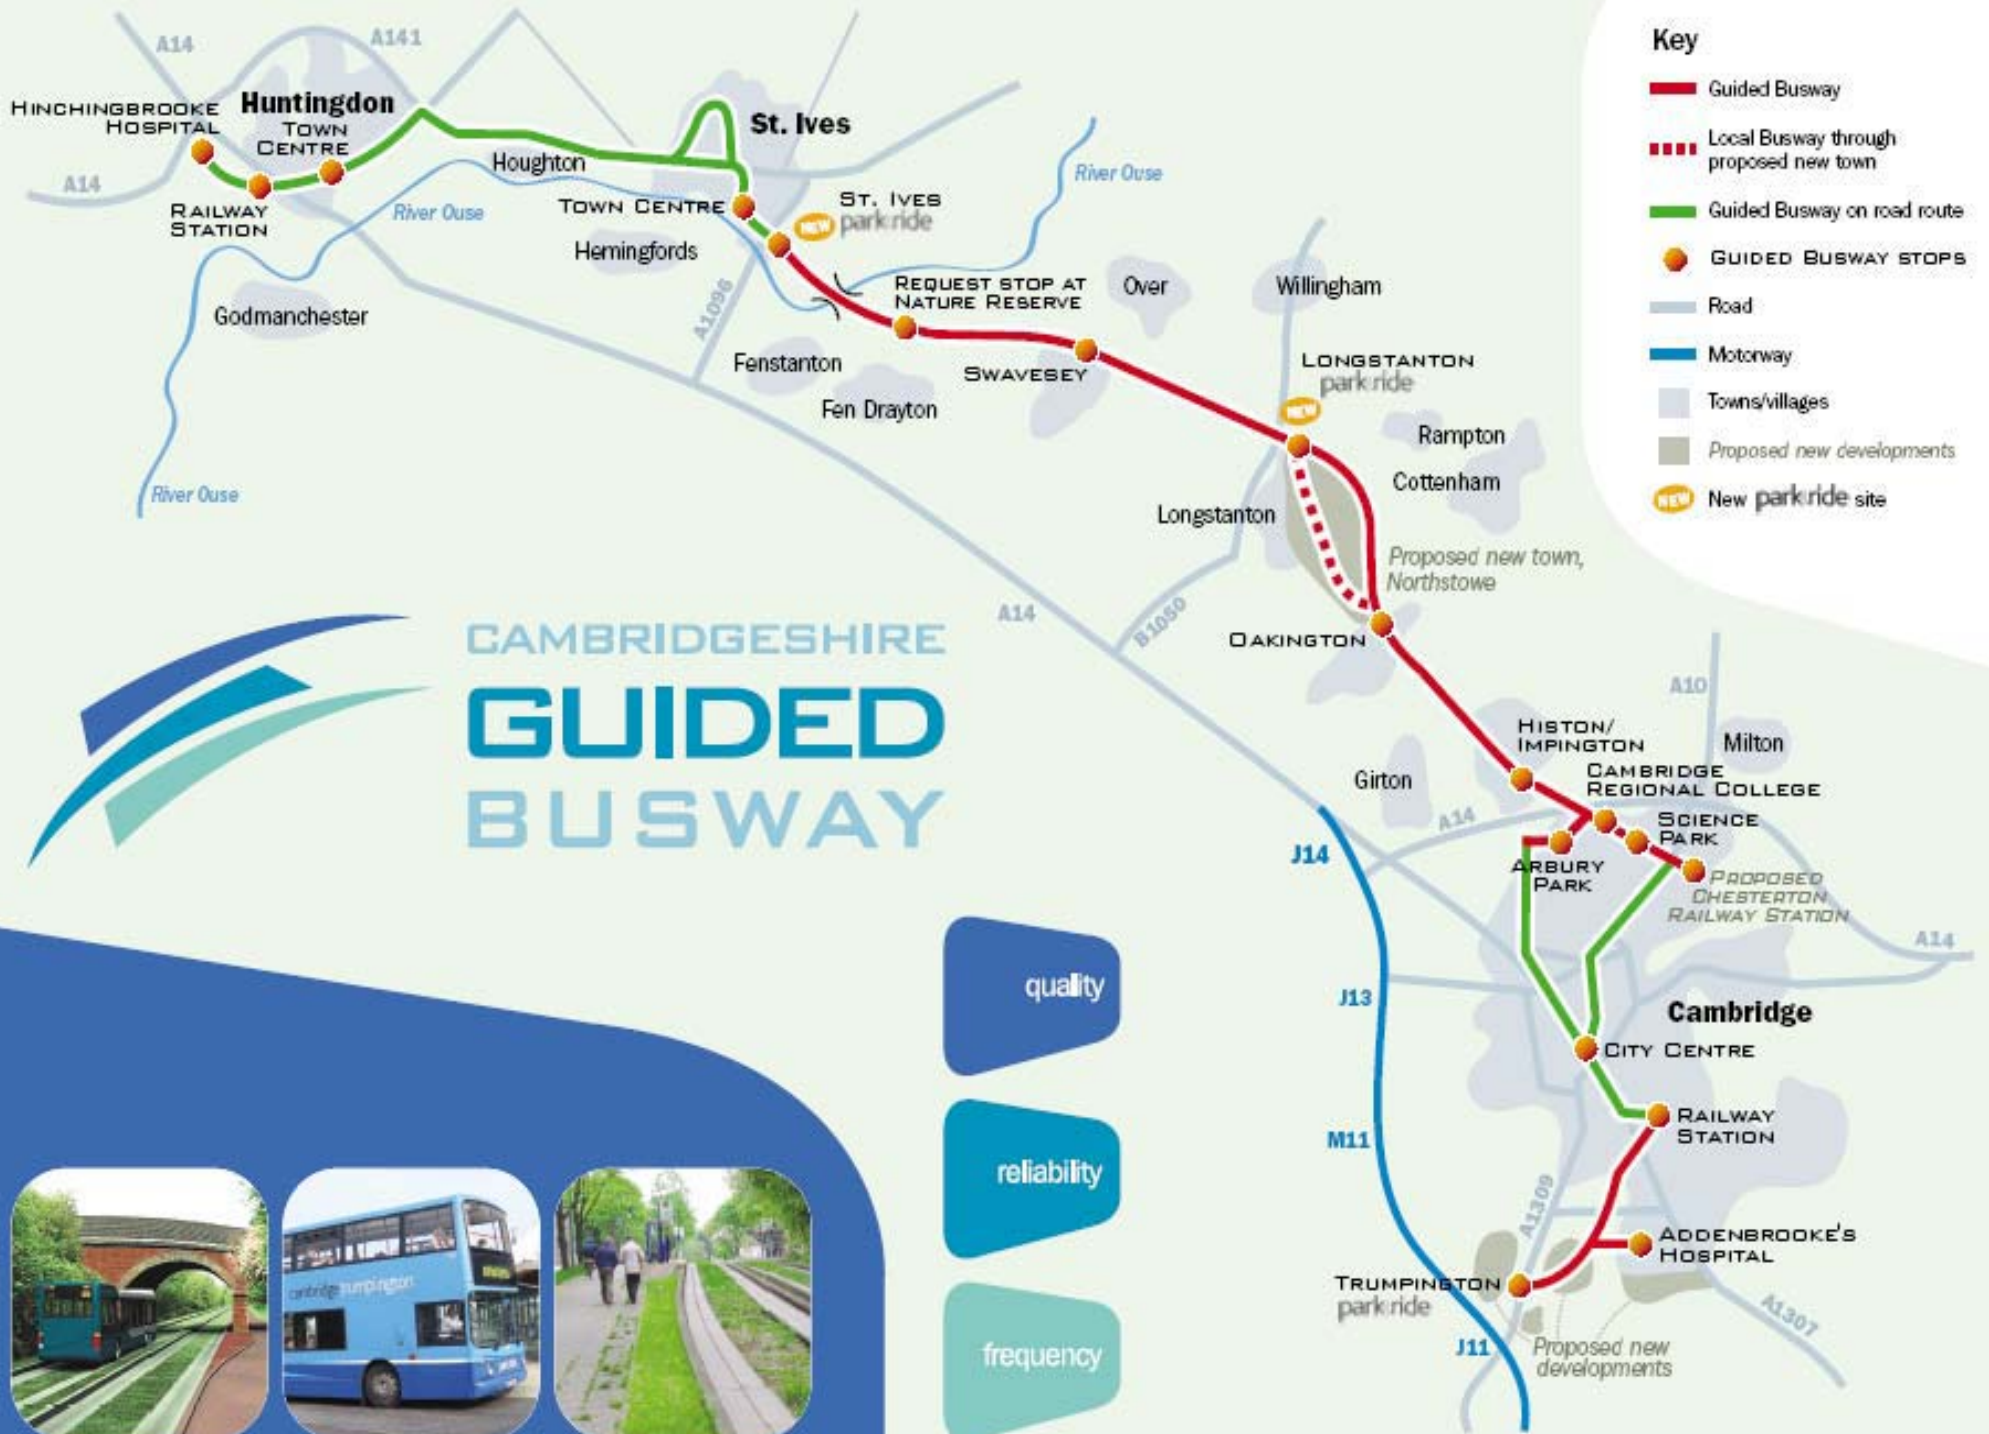 A14
A141
HINCHINGBROOKE
HOSPITAL
Huntingdon
TOWN
CENTRE
A14
RAILWAY
STATION
River Ouse
Godmanchester
River Ouse
Houghton
St. Ives
TOWN CENTRE
NEW
ST. IVES
park ride
Hemingfords
A1096
River Ouse
REQUEST STOP AT
NATURE RESERVE
Over
Willingham
Fenstanton
Fen Drayton
SWAVESEY
LONGSTANTON
park ride
NEW
Rampton
Cottenham
Longstanton
Proposed new town,
Northstowe
A14
B1050
OAKINGTON
A10
HISTON/
IMPINGTON
Milton
Girton
CAMBRIDGE
REGIONAL COLLEGE
A14
SCIENCE
PARK
J14
ARBURY
PARK
PROPOSED
CHESTERTON
RAILWAY STATION
A14
J13
Cambridge
CITY CENTRE
M11
RAILWAY
STATION
A1309
ADDENBROOKE'S
HOSPITAL
TRUMPINGTON
park ride
A1307
J11
Proposed new
developments
Key
Guided Busway
Local Busway through
proposed new town
Guided Busway on road route
GUIDED BUSWAY STOPS
Road
Motorway
Towns/villages
Proposed new developments
NEW
New park ride site
CAMBRIDGESHIRE
GUIDED
BUSWAY
quality
reliability
frequency
cambridge trumpington